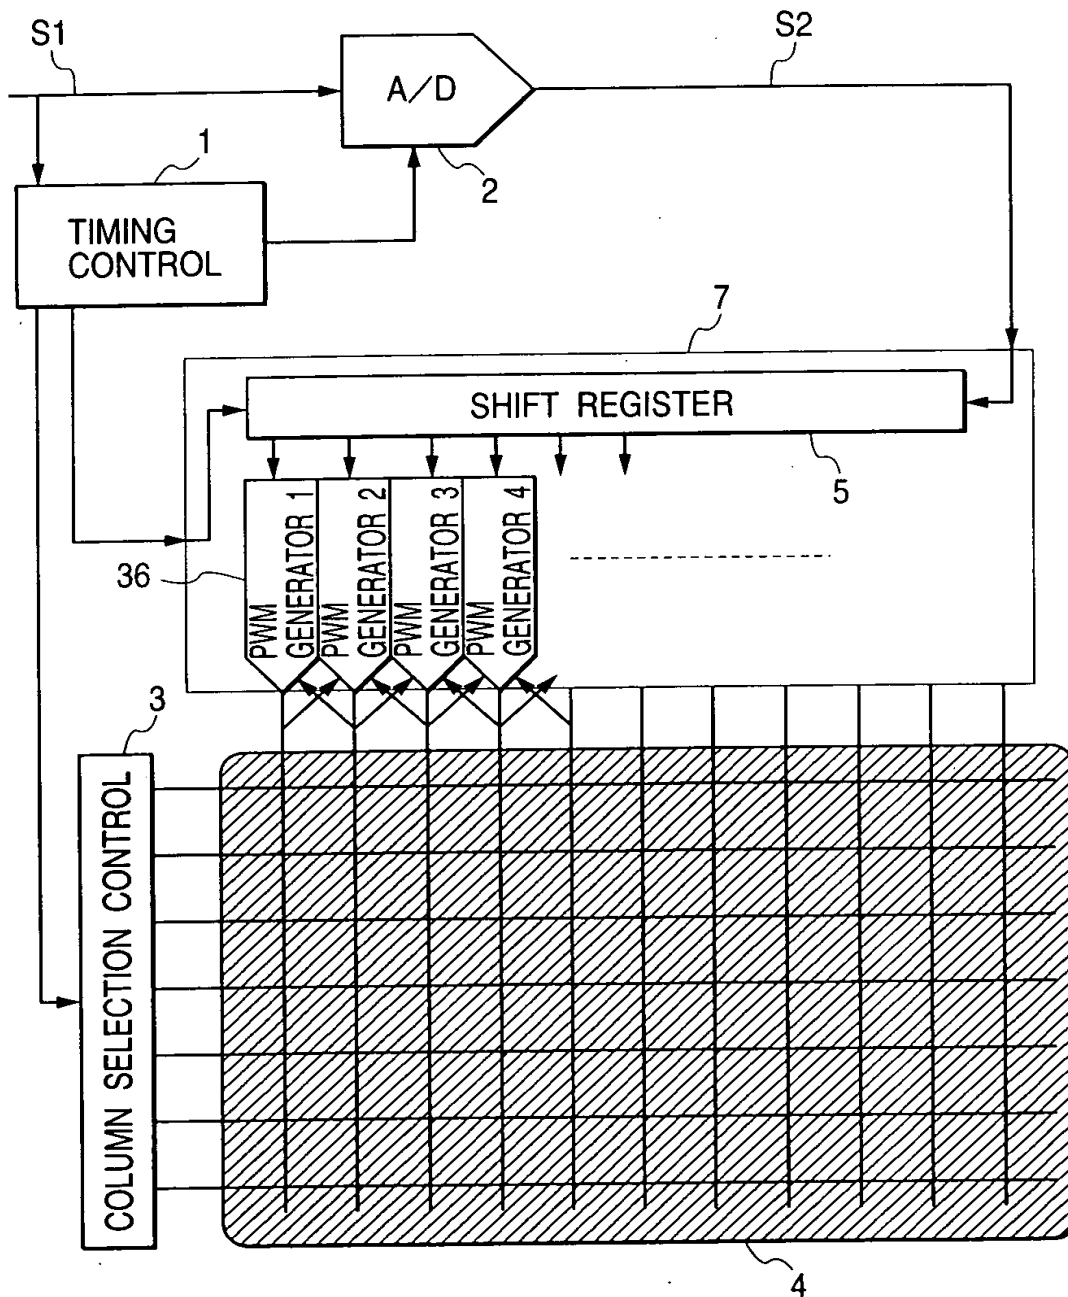 S1
S2
A/D
1
2
TIMING
CONTROL
7
SHIFT REGISTER
5
36
PWM
GENERATOR 1
PWM
GENERATOR 2
PWM
GENERATOR 3
PWM
GENERATOR 4
3
COLUMN SELECTION CONTROL
4